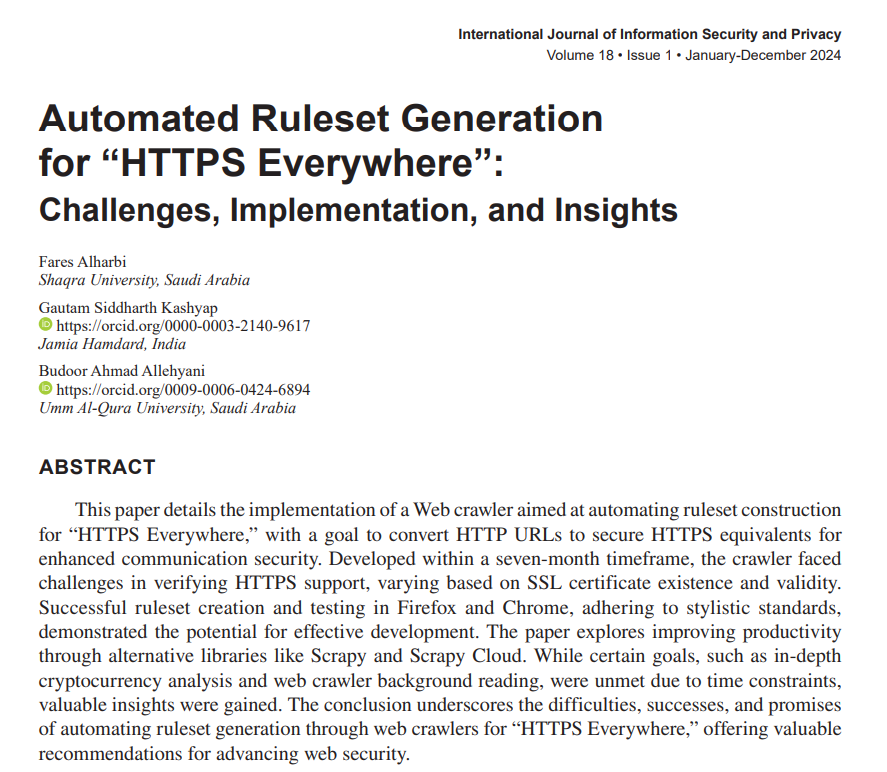 International Journal of Information Security and Privacy
Volume 18 • Issue 1 • January-December 2024
Automated Ruleset Generation
for “HTTPS Everywhere”:
Challenges, Implementation, and Insights
Fares Alharbi
Shaqra University, Saudi Arabia
Gautam Siddharth Kashyap
iD https://orcid.org/0000-0003-2140-9617
Jamia Hamdard, India
Budoor Ahmad Allehyani
iD https://orcid.org/0009-0006-0424-6894
Umm Al-Qura University, Saudi Arabia
ABSTRACT
This paper details the implementation of a Web crawler aimed at automating ruleset construction
for “HTTPS Everywhere,” with a goal to convert HTTP URLs to secure HTTPS equivalents for
enhanced communication security. Developed within a seven-month timeframe, the crawler faced
challenges in verifying HTTPS support, varying based on SSL certificate existence and validity.
Successful ruleset creation and testing in Firefox and Chrome, adhering to stylistic standards,
demonstrated the potential for effective development. The paper explores improving productivity
through alternative libraries like Scrapy and Scrapy Cloud. While certain goals, such as in-depth
cryptocurrency analysis and web crawler background reading, were unmet due to time constraints,
valuable insights were gained. The conclusion underscores the difficulties, successes, and promises
of automating ruleset generation through web crawlers for “HTTPS Everywhere,” offering valuable
recommendations for advancing web security.